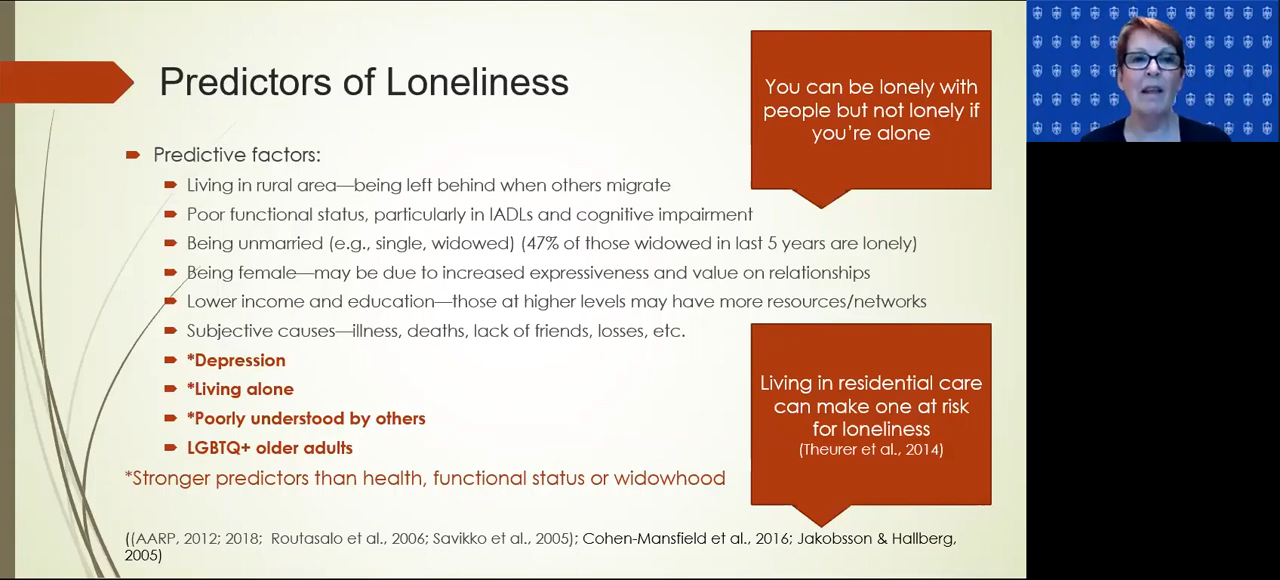 Predictors of Loneliness
You can be lonely with
people but not lonely if
you're alone
Predictive factors:
Living in rural area—being left behind when others migrate
Poor functional status, particularly in IADLs and cognitive impairment
Being unmarried (e.g., single, widowed) (47% of those widowed in last 5 years are lonely)
Being female—may be due to increased expressiveness and value on relationships
Lower income and education—those at higher levels may have more resources/networks
Subjective causes—illness, deaths, lack of friends, losses, etc.
*Depression
*Living alone
*Poorly understood by others
LGBTQ+ older adults
*Stronger predictors than health, functional status or widowhood
Living in residential care
can make one at risk
for loneliness
(Theurer et al., 2014)
((AARP, 2012; 2018;  Routasalo et al., 2006; Savikko et al., 2005); Cohen-Mansfield et al., 2016; Jakobsson & Hallberg,
2005)